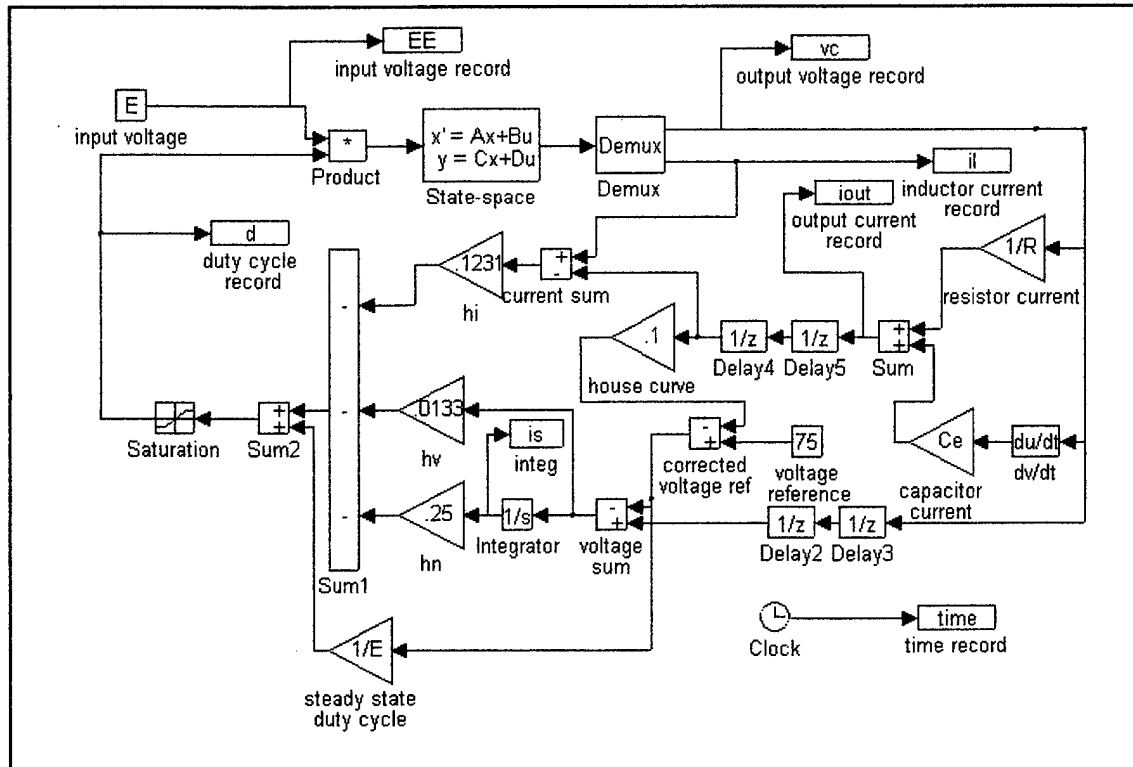 EE
input voltage record
vc
output voltage record
E
input voltage
*
Product
x' = Ax+Bu
y = Cx+Du
State-space
Demux
Demux
il
inductor current
record
iout
output current
record
d
duty cycle
record
.1231
hi
+
-
current sum
1/R
resistor current
.1
house curve
1/z
Delay4
1/z
Delay5
+
+
Sum
-
-
-
Sum1
Saturation
+
+
Sum2
.0133
hv
is
integ
-
+
corrected
voltage ref
75
voltage
reference
Ce
capacitor
current
du/dt
dv/dt
.25
hn
1/s
Integrator
-
+
voltage
sum
1/z
Delay2
1/z
Delay3
1/E
steady state
duty cycle
Clock
time
time record